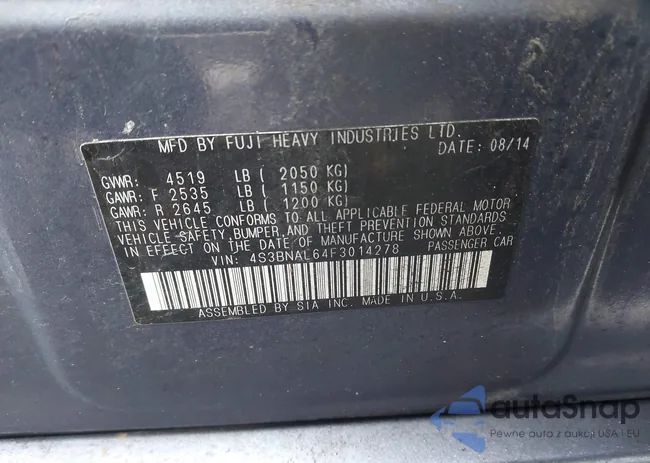 MFD BY FUJI HEAVY INDUSTRIES LTD.
DATE: 08/14
GVWR: 4519 LB ( 2050 KG)
GAWR: F 2535 LB ( 1150 KG)
GAWR: R 2645 LB ( 1200 KG)
THIS VEHICLE CONFORMS TO ALL APPLICABLE FEDERAL MOTOR
VEHICLE SAFETY, BUMPER, AND THEFT PREVENTION STANDARDS
IN EFFECT ON THE DATE OF MANUFACTURE SHOWN ABOVE.
VIN: 4S3BNAL64F3014278 PASSENGER CAR
ASSEMBLED BY SIA INC. MADE IN U.S.A.
autaSnap
Pewne auta z aukcji USA i EU